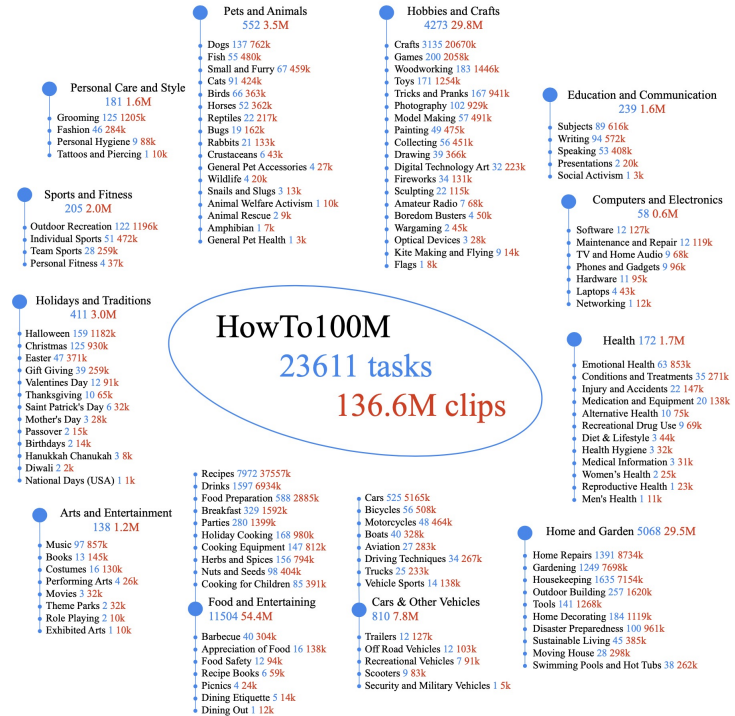 Pets and Animals
552 3.5M
Dogs 137 762k
Fish 55 480k
Small and Furry 67 459k
Cats 91 424k
Birds 66 363k
Horses 52 362k
Reptiles 22 217k
Bugs 19 162k
Rabbits 21 133k
Crustaceans 6 43k
General Pet Accessories 4 27k
Wildlife 4 20k
Snails and Slugs 3 13k
Animal Welfare Activism 1 10k
Animal Rescue 2 9k
Amphibian 1 7k
General Pet Health 1 3k
Hobbies and Crafts
4273 29.8M
Crafts 3135 20670k
Games 200 2058k
Woodworking 183 1446k
Toys 171 1254k
Tricks and Pranks 167 941k
Photography 102 929k
Model Making 57 491k
Painting 49 475k
Collecting 56 451k
Drawing 39 366k
Digital Technology Art 32 223k
Fireworks 34 131k
Sculpting 22 115k
Amateur Radio 7 68k
Boredom Busters 4 50k
Wargaming 2 45k
Optical Devices 3 28k
Kite Making and Flying 9 14k
Flags 1 8k
Personal Care and Style
181 1.6M
Grooming 125 1205k
Fashion 46 284k
Personal Hygiene 9 88k
Tattoos and Piercing 1 10k
Education and Communication
239 1.6M
Subjects 89 616k
Writing 94 572k
Speaking 53 408k
Presentations 2 20k
Social Activism 1 3k
Sports and Fitness
205 2.0M
Outdoor Recreation 122 1196k
Individual Sports 51 472k
Team Sports 28 259k
Personal Fitness 4 37k
Computers and Electronics
58 0.6M
Software 12 127k
Maintenance and Repair 12 119k
TV and Home Audio 9 68k
Phones and Gadgets 9 96k
Hardware 11 95k
Laptops 4 43k
Networking 1 12k
Holidays and Traditions
411 3.0M
Halloween 159 1182k
Christmas 125 930k
Easter 47 371k
Gift Giving 39 259k
Valentines Day 12 91k
Thanksgiving 10 65k
Saint Patrick's Day 6 32k
Mother's Day 3 28k
Passover 2 15k
Birthdays 2 14k
Hanukkah Chanukah 3 8k
Diwali 2 2k
National Days (USA) 1 1k
HowTo100M
23611 tasks
136.6M clips
Health 172 1.7M
Emotional Health 63 853k
Conditions and Treatments 35 271k
Injury and Accidents 22 147k
Medication and Equipment 20 138k
Alternative Health 10 75k
Recreational Drug Use 9 69k
Diet & Lifestyle 3 44k
Health Hygiene 3 32k
Medical Information 3 31k
Women's Health 2 25k
Reproductive Health 1 23k
Men's Health 1 11k
Arts and Entertainment
138 1.2M
Music 97 857k
Books 13 145k
Costumes 16 130k
Performing Arts 4 26k
Movies 3 32k
Theme Parks 2 32k
Role Playing 2 10k
Exhibited Arts 1 10k
Recipes 7972 37557k
Drinks 1597 6934k
Food Preparation 588 2885k
Breakfast 329 1592k
Parties 280 1399k
Holiday Cooking 168 980k
Cooking Equipment 147 812k
Herbs and Spices 156 794k
Nuts and Seeds 98 404k
Cooking for Children 85 391k
Food and Entertaining
11504 54.4M
Barbecue 40 304k
Appreciation of Food 16 138k
Food Safety 12 94k
Recipe Books 6 59k
Picnics 4 24k
Dining Etiquette 5 14k
Dining Out 1 12k
Cars 525 5165k
Bicycles 56 508k
Motorcycles 48 464k
Boats 40 328k
Aviation 27 283k
Driving Techniques 34 267k
Trucks 25 233k
Vehicle Sports 14 138k
Cars & Other Vehicles
810 7.8M
Trailers 12 127k
Off Road Vehicles 12 103k
Recreational Vehicles 7 91k
Scooters 9 83k
Security and Military Vehicles 1 5k
Home and Garden 5068 29.5M
Home Repairs 1391 8734k
Gardening 1249 7698k
Housekeeping 1635 7154k
Outdoor Building 257 1620k
Tools 141 1268k
Home Decorating 184 1119k
Disaster Preparedness 100 961k
Sustainable Living 45 385k
Moving House 28 298k
Swimming Pools and Hot Tubs 38 262k